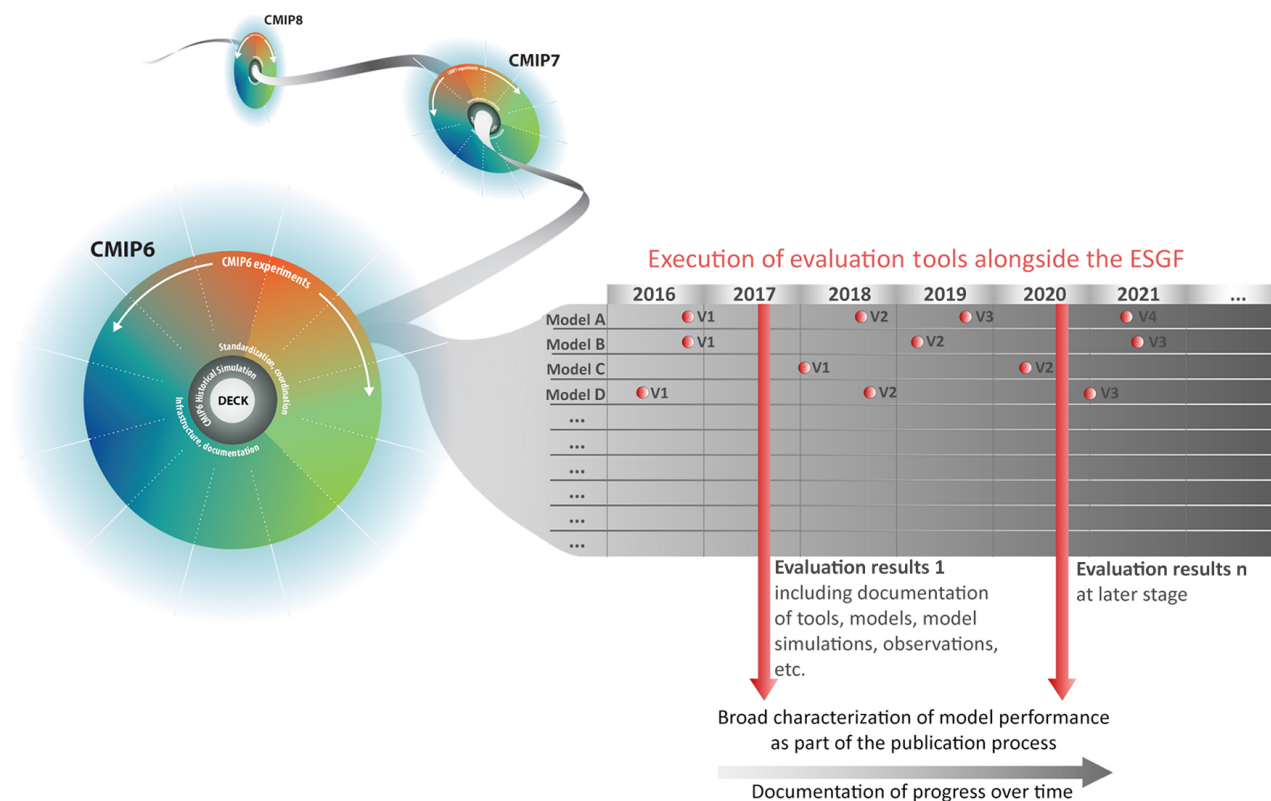 CMIP8
CMIP7
CMIP7 experiments
CMIP6
CMIP6 experiments
Standardization, coordination
CMIP6 Historical Simulation
DECK
Infrastructure, documentation
Execution of evaluation tools alongside the ESGF
2016 2017 2018 2019 2020 2021 ...
Model A V1 V2 V3 V4
Model B V1 V2 V3
Model C V1 V2
Model D V1 V2 V3
...
...
...
...
...
...
Evaluation results 1
including documentation
of tools, models, model
simulations, observations,
etc.
Evaluation results n
at later stage
Broad characterization of model performance
as part of the publication process
Documentation of progress over time